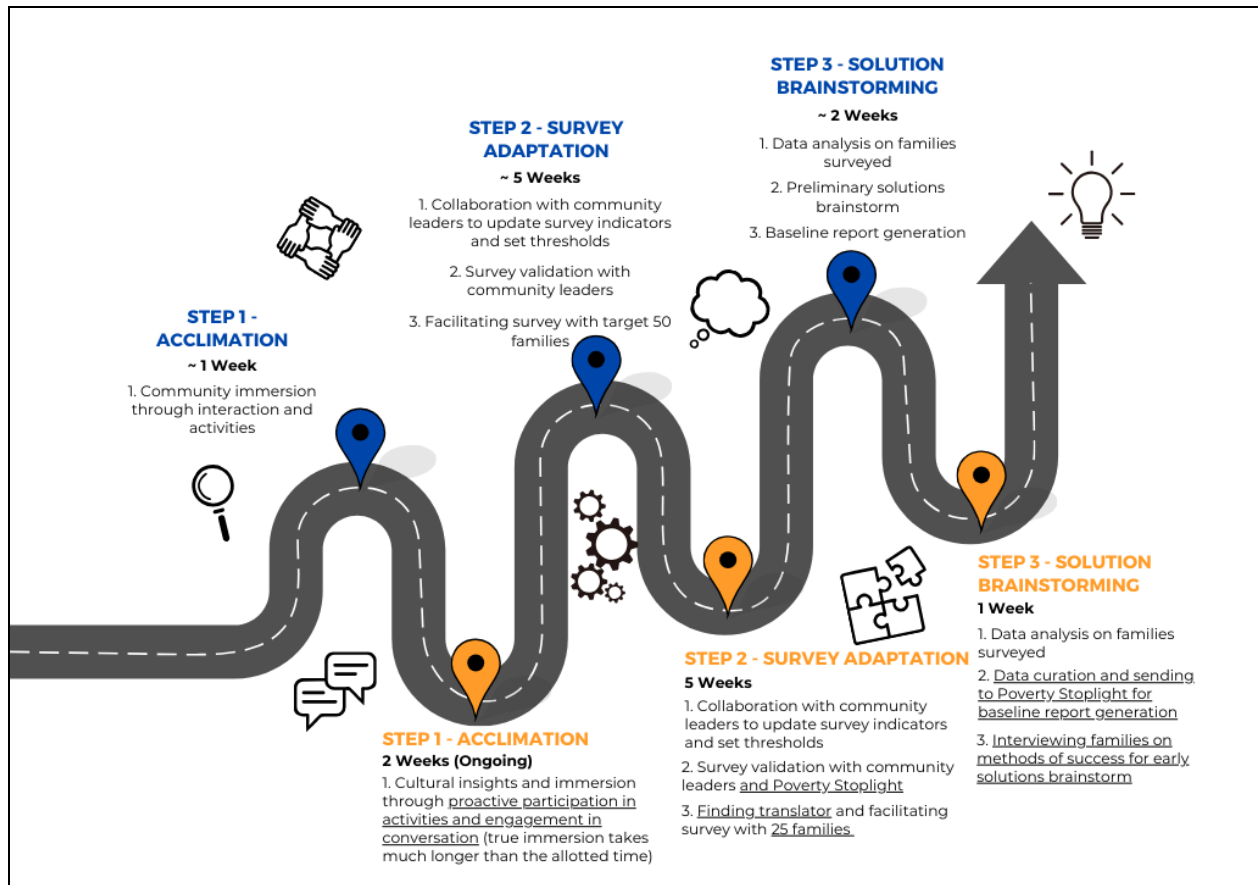 STEP 1 -
ACCLIMATION
~ 1 Week
1. Community immersion
through interaction and
activities
STEP 2 - SURVEY
ADAPTATION
~ 5 Weeks
1. Collaboration with community
leaders to update survey indicators
and set thresholds
2. Survey validation with
community leaders
3. Facilitating survey with target 50
families
STEP 3 - SOLUTION
BRAINSTORMING
~ 2 Weeks
1. Data analysis on families
surveyed
2. Preliminary solutions
brainstorm
3. Baseline report generation
STEP 1 - ACCLIMATION
2 Weeks (Ongoing)
1. Cultural insights and immersion
through proactive participation in
activities and engagement in
conversation (true immersion takes
much longer than the allotted time)
STEP 2 - SURVEY ADAPTATION
5 Weeks
1. Collaboration with community
leaders to update survey indicators
and set thresholds
2. Survey validation with community
leaders and Poverty Stoplight
3. Finding translator and facilitating
survey with 25 families
STEP 3 - SOLUTION
BRAINSTORMING
1 Week
1. Data analysis on families
surveyed
2. Data curation and sending
to Poverty Stoplight for
baseline report generation
3. Interviewing families on
methods of success for early
solutions brainstorm